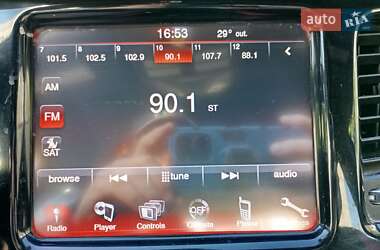 auto RIA
16:53 29° out.
7 8 9 10 11 12
101.5 102.5 102.9 90.1 107.7 88.1
AM
90.1 ST
FM
SAT
browse tune audio
OFF
Radio Player Controls Climate Phone Settings